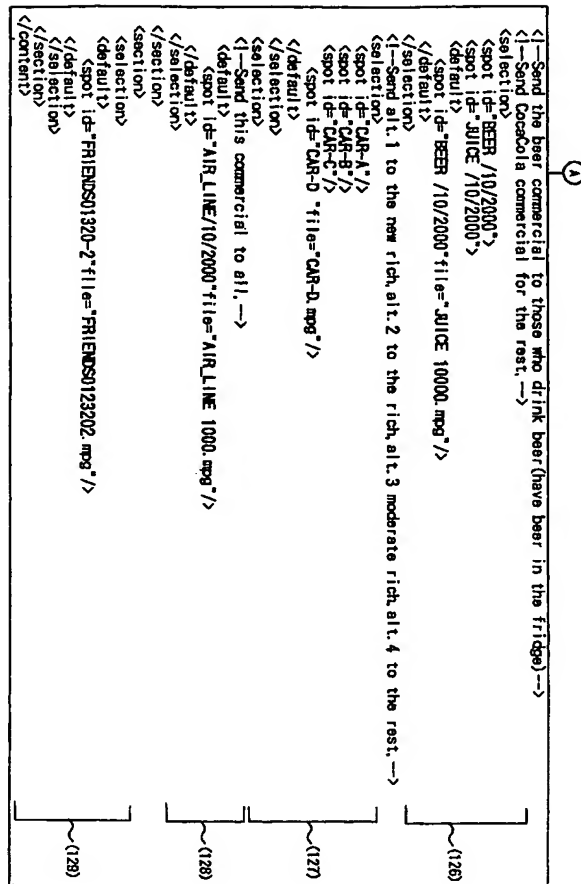 A
<!—Send the beer commercial to those who drink beer(have beer in the fridge)—>
<!—Send CocaCola commercial for the rest.—>
<selection>
<spot id="BEER /10/2000">
<spot id="JUICE /10/2000">
<default>
<spot id="BEER /10/2000"file="JUICE 10000.mpg"/>
</default>
</selection>
~(126)
<!—Send alt.1 to the new rich,alt.2 to the rich,alt.3 moderate rich,alt.4 to the rest.—>
<selection>
<spot id="CAR-A"/>
<spot id="CAR-B"/>
<spot id="CAR-C"/>
<spot id="CAR-D "file="CAR-D.mpg"/>
</default>
</selection>
<selection>
~(127)
<!—Send this commercial to all.—>
<default>
<spot id="AIR_LINE/10/2000"file="AIR_LINE 1000.mpg"/>
</default>
</selection>
</section>
~(128)
<section>
<selection>
<default>
<spot id="FRIENDS01320-2"file="FRIENDS0123202.mpg"/>
</default>
</selection>
</section>
</content>
~(129)